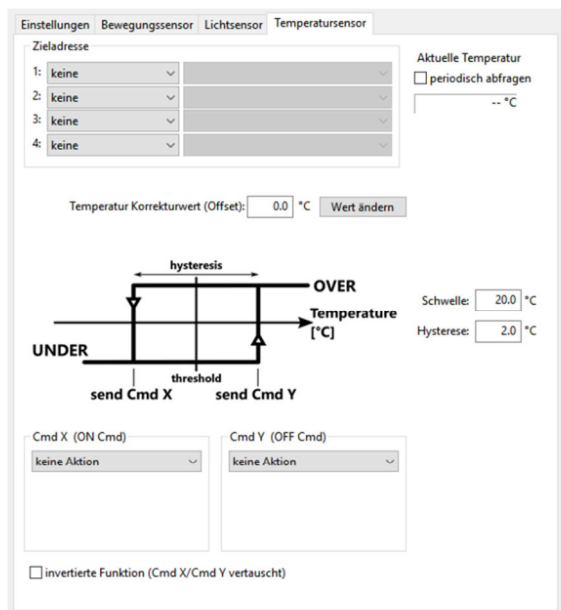 Einstellungen Bewegungssensor Lichtsensor Temperatursensor
Zieladresse
Aktuelle Temperatur
1: keine
periodisch abfragen
2: keine
-- °C
3: keine
4: keine
Temperatur Korrekturwert (Offset): 0.0 °C Wert ändern
hysteresis
OVER
Schwelle: 20.0 °C
Temperature
[°C]
Hysterese: 2.0 °C
UNDER
threshold
send Cmd X send Cmd Y
Cmd X (ON Cmd) Cmd Y (OFF Cmd)
keine Aktion keine Aktion
invertierte Funktion (Cmd X/Cmd Y vertauscht)